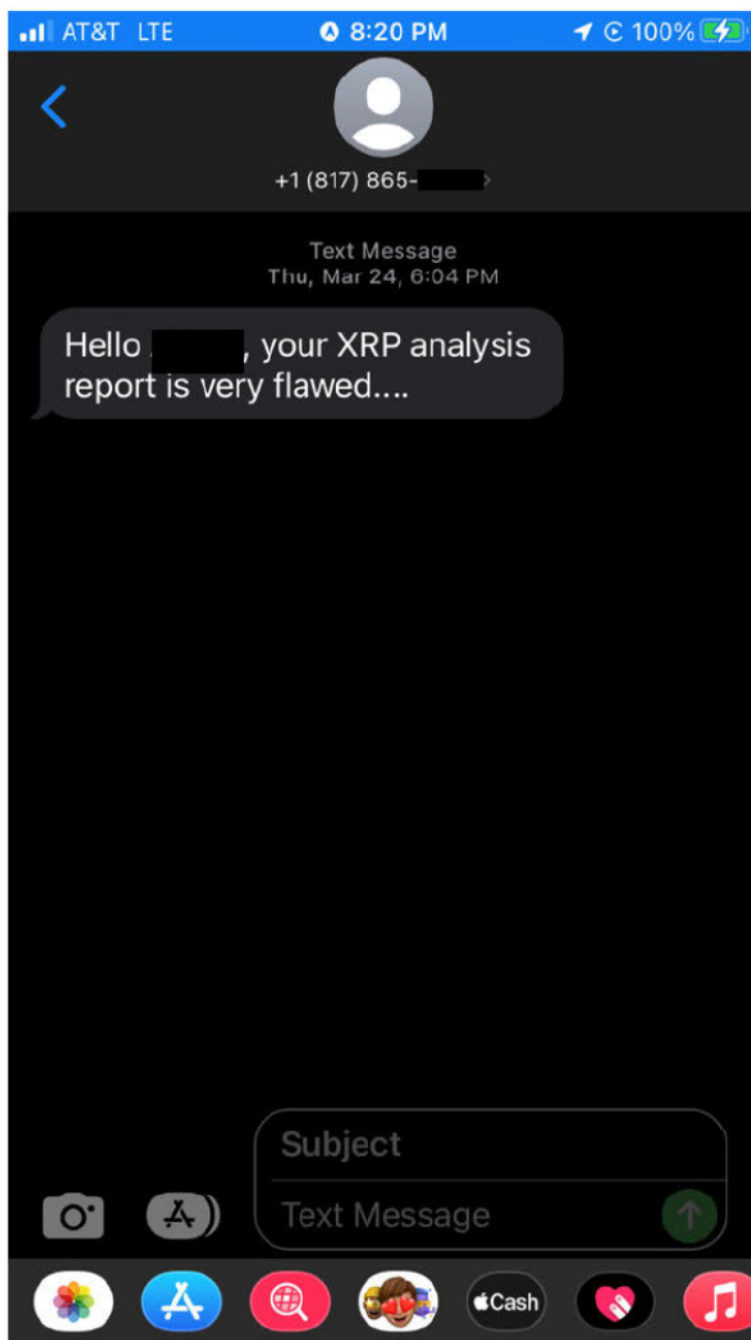 AT&T LTE 8:20 PM 100%
+1 (817) 865-
Text Message
Thu, Mar 24, 6:04 PM
Hello , your XRP analysis
report is very flawed....
Subject
Text Message
Cash